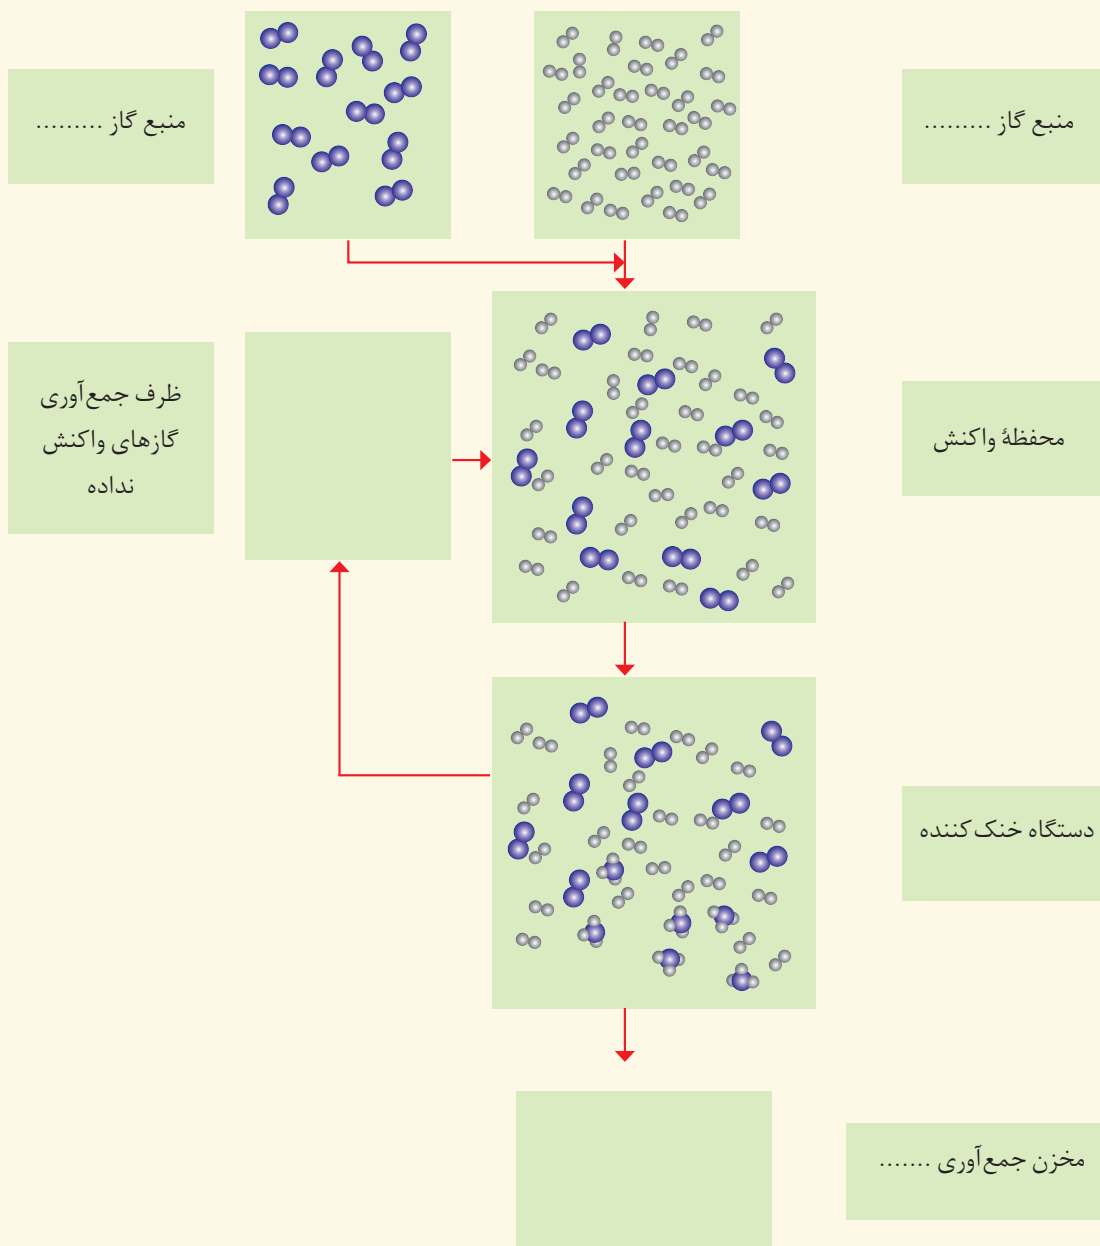 منبع گاز .........
منبع گاز .........
محفظهٔ واکنش
ظرف جمع‌آوری
گازهای واکنش
نداده
دستگاه خنک‌کننده
مخزن جمع‌آوری .......